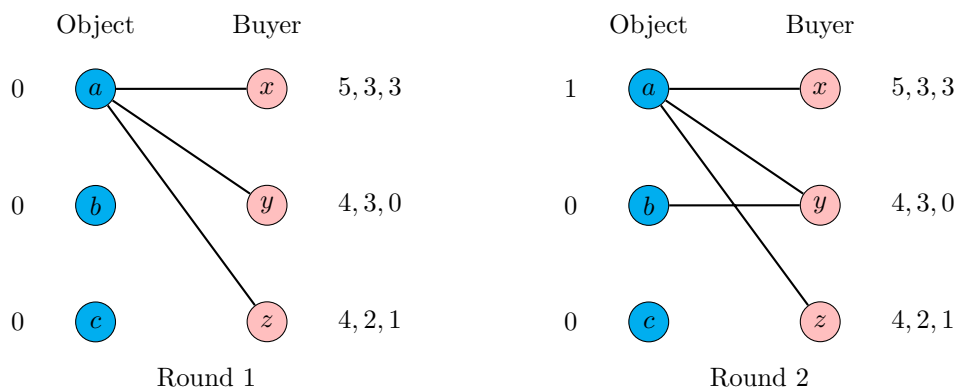 Object Buyer Object Buyer
0 a x 5, 3, 3 1 a x 5, 3, 3
0 b y 4, 3, 0 0 b y 4, 3, 0
0 c z 4, 2, 1 0 c z 4, 2, 1
Round 1 Round 2